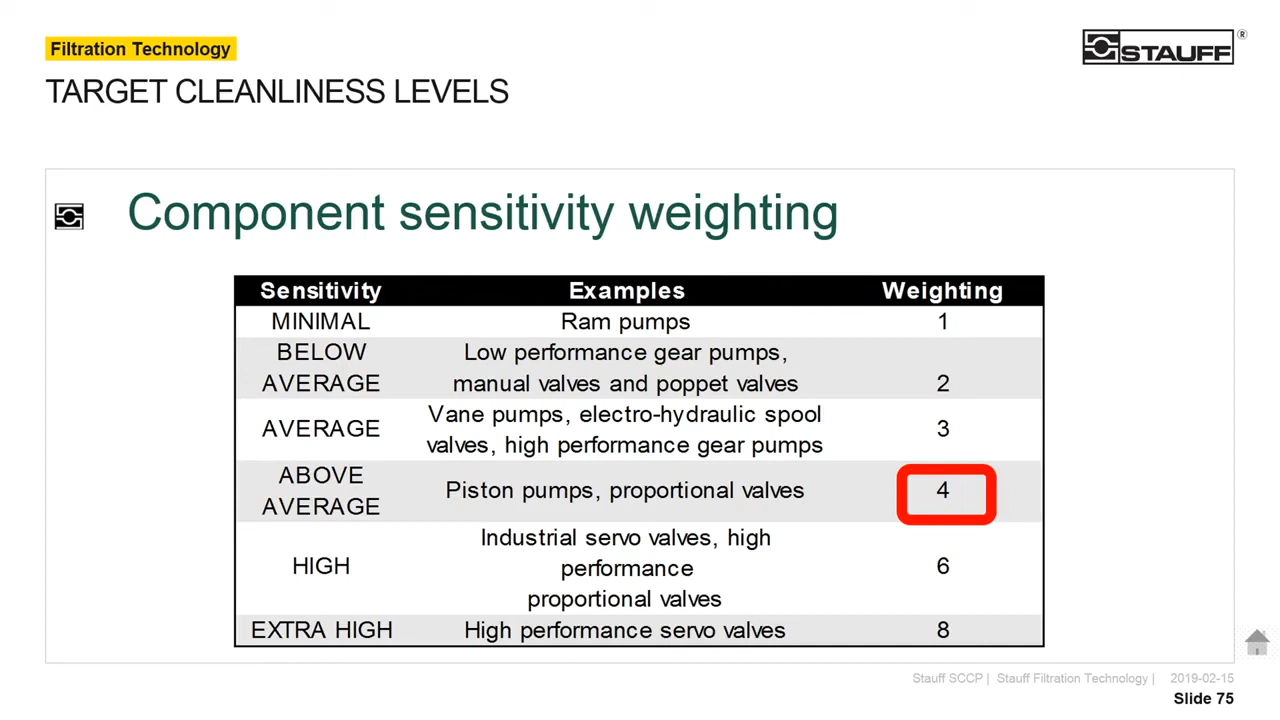 Filtration Technology
STAUFF ®
TARGET CLEANLINESS LEVELS
Component sensitivity weighting
Sensitivity Examples Weighting
MINIMAL Ram pumps 1
BELOW Low performance gear pumps,
AVERAGE manual valves and poppet valves 2
AVERAGE Vane pumps, electro-hydraulic spool
valves, high performance gear pumps 3
ABOVE
AVERAGE Piston pumps, proportional valves 4
HIGH Industrial servo valves, high
performance
proportional valves 6
EXTRA HIGH High performance servo valves 8
Stauff SCCP | Stauff Filtration Technology | 2019-02-15
Slide 75